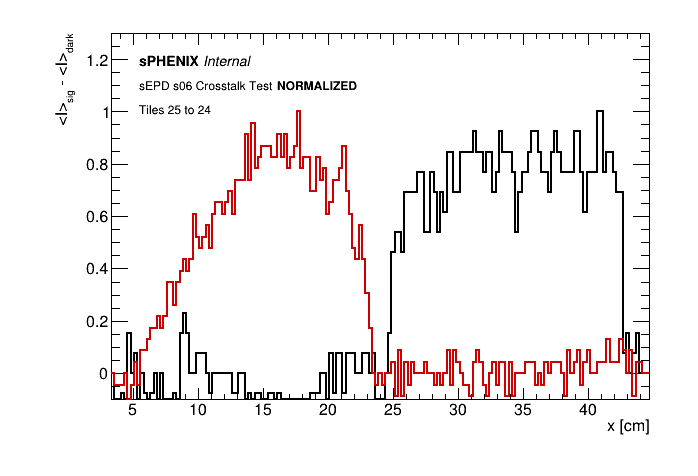 <I>sig - <I>dark
sPHENIX Internal
sEPD s06 Crosstalk Test NORMALIZED
Tiles 25 to 24
1.2
1
0.8
0.6
0.4
0.2
0
5 10 15 20 25 30 35 40
x [cm]